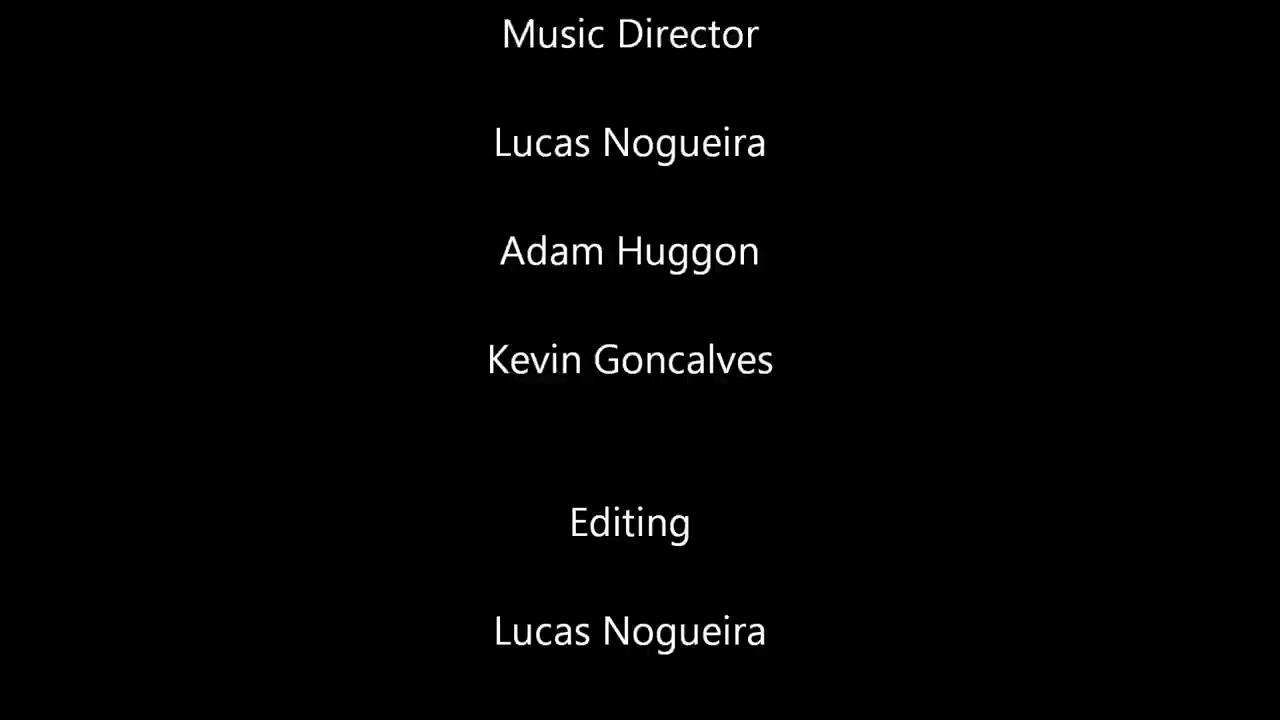 Music Director
Lucas Nogueira
Adam Huggon
Kevin Goncalves
Editing
Lucas Nogueira